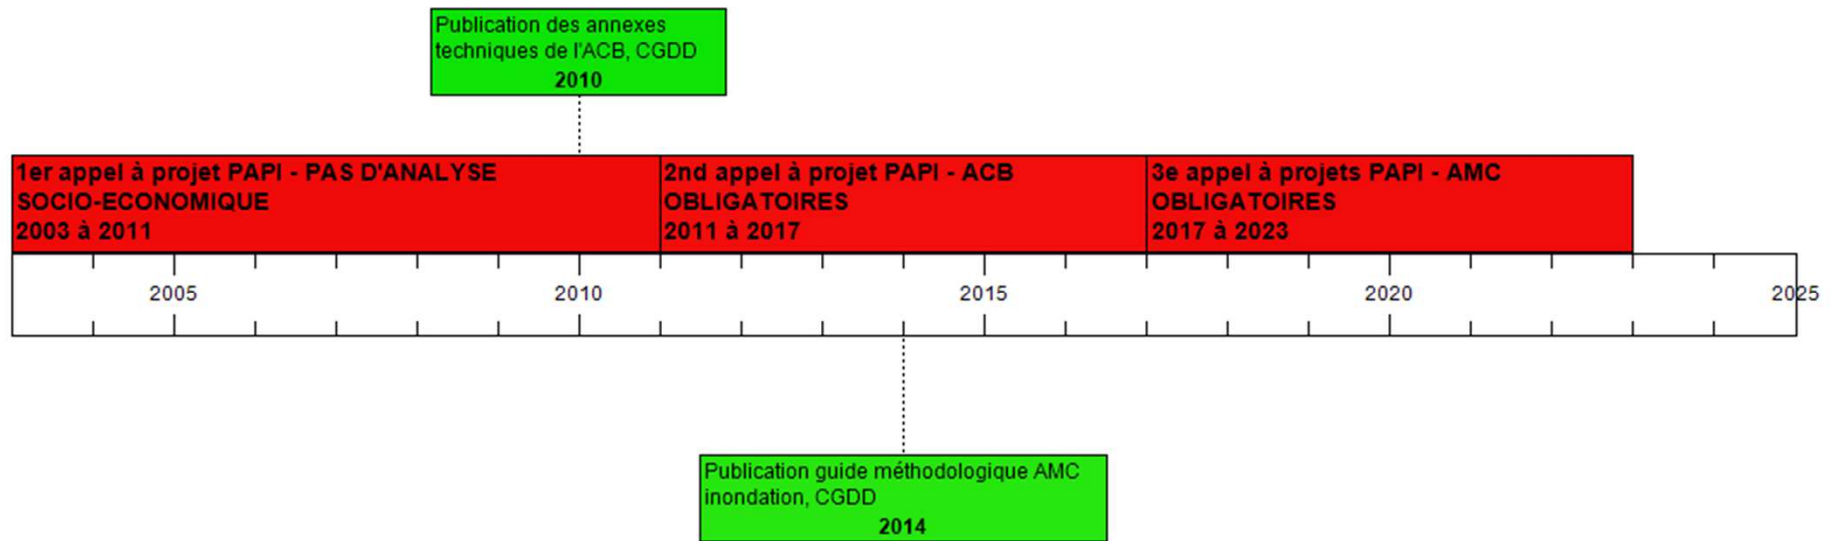 Publication des annexes
techniques de l'ACB, CGDD
2010
1er appel à projet PAPI - PAS D'ANALYSE
SOCIO-ECONOMIQUE
2003 à 2011
2nd appel à projet PAPI - ACB
OBLIGATOIRES
2011 à 2017
3e appel à projets PAPI - AMC
OBLIGATOIRES
2017 à 2023
2005
2010
2015
2020
2025
Publication guide méthodologique AMC
inondation, CGDD
2014